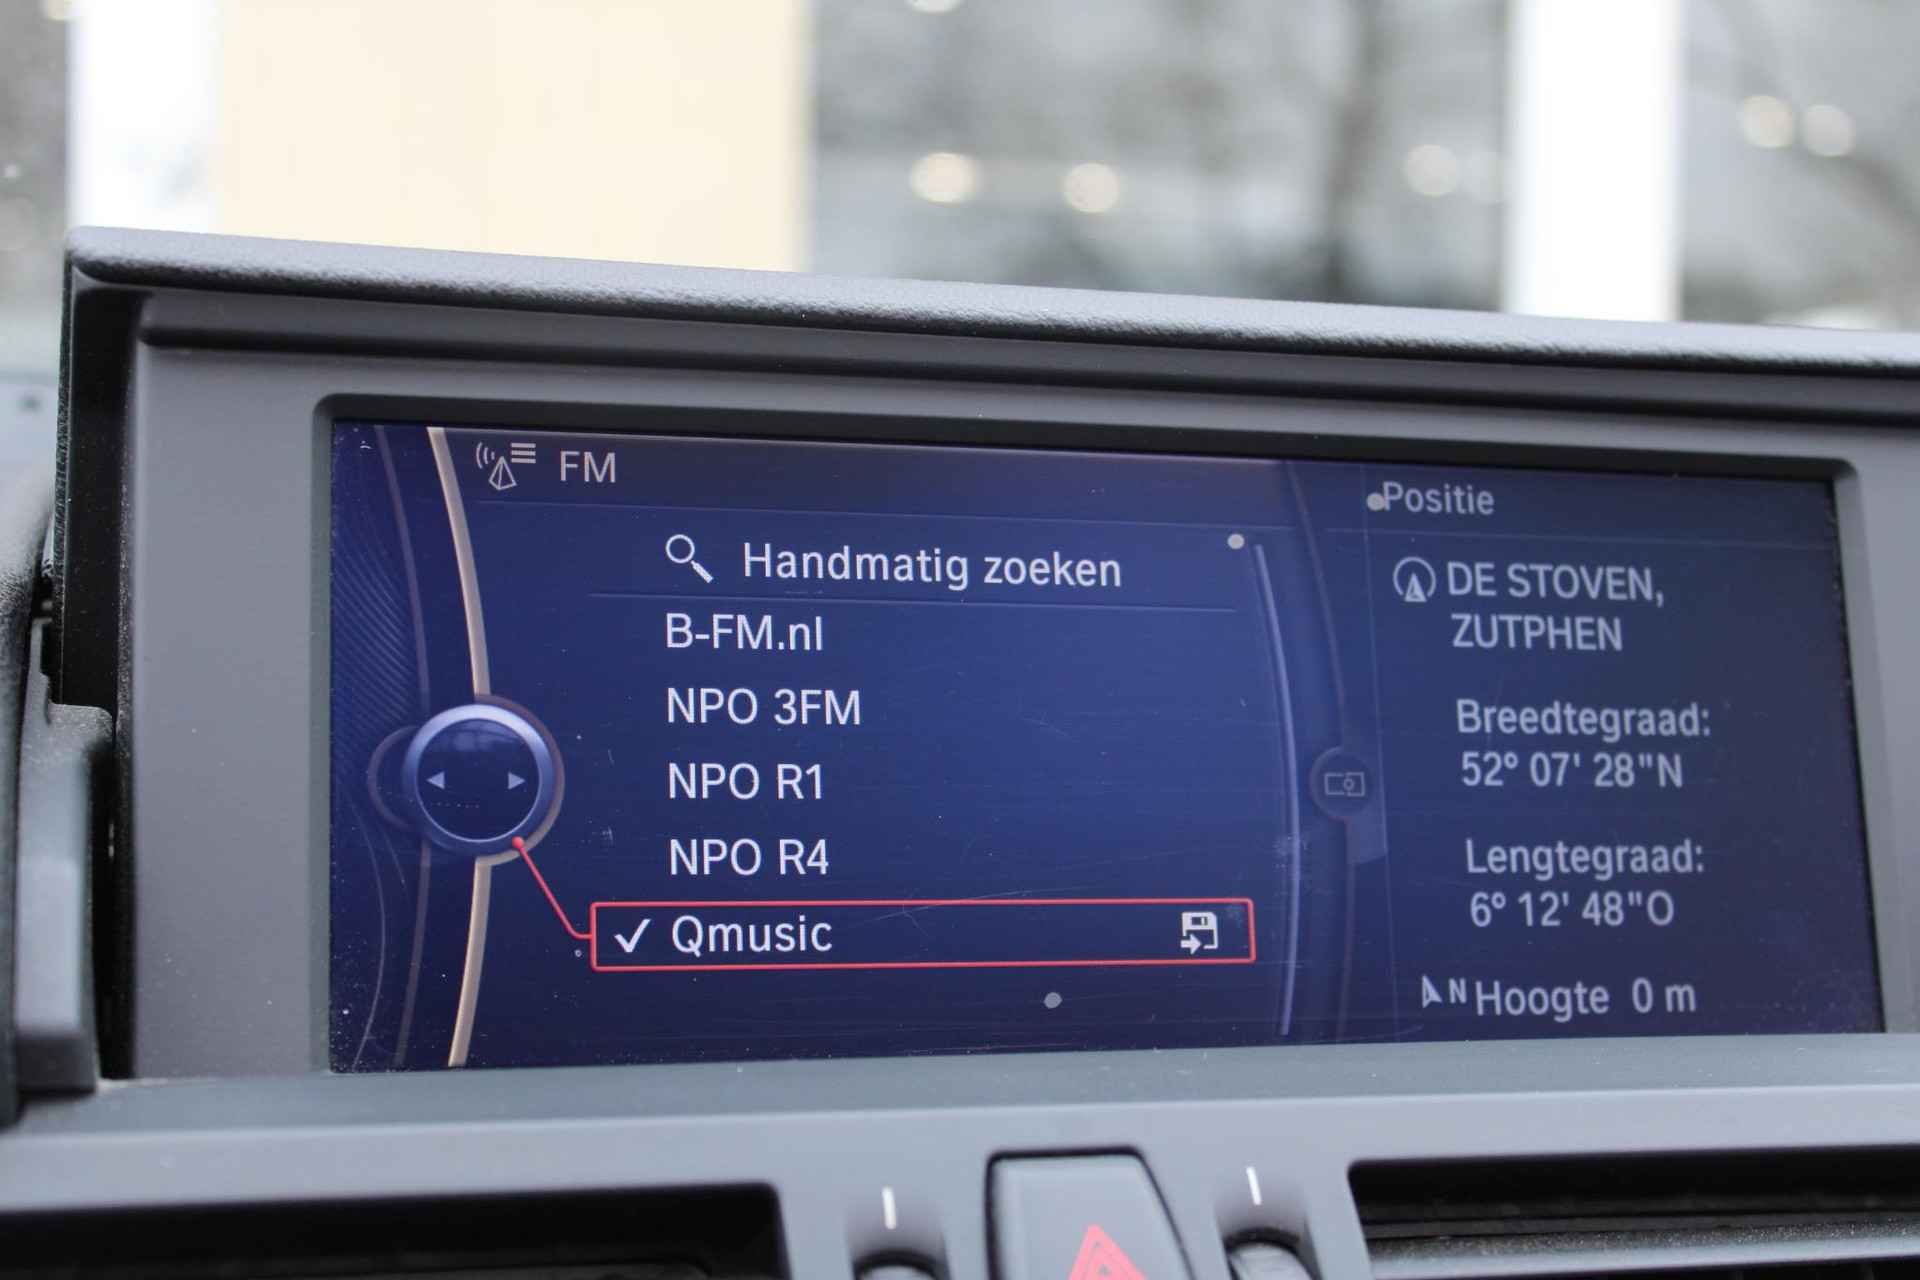 FM
Handmatig zoeken
B-FM.nl
NPO 3FM
NPO R1
NPO R4
Qmusic
Positie
DE STOVEN,
ZUTPHEN
Breedtegraad:
52° 07' 28"N
Lengtegraad:
6° 12' 48"O
N Hoogte 0 m